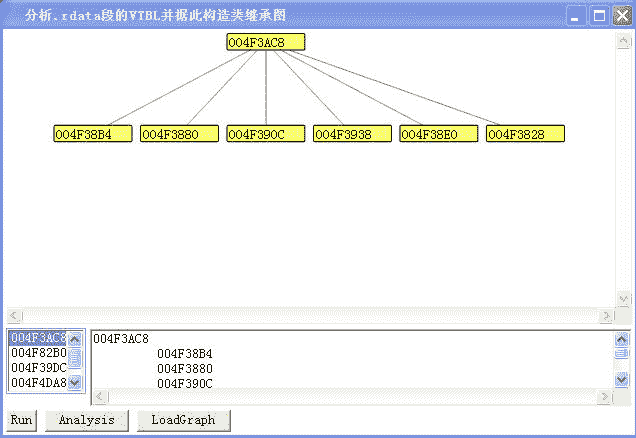 分析.rdata段的VTBL并据此构造类继承图
004F3AC8
004F38B4 004F3880 004F390C 004F3938 004F38E0 004F3828
004F3AC8
004F82B0
004F39DC
004F4DA8
004F3AC8
004F38B4
004F3880
004F390C
Run Analysis LoadGraph